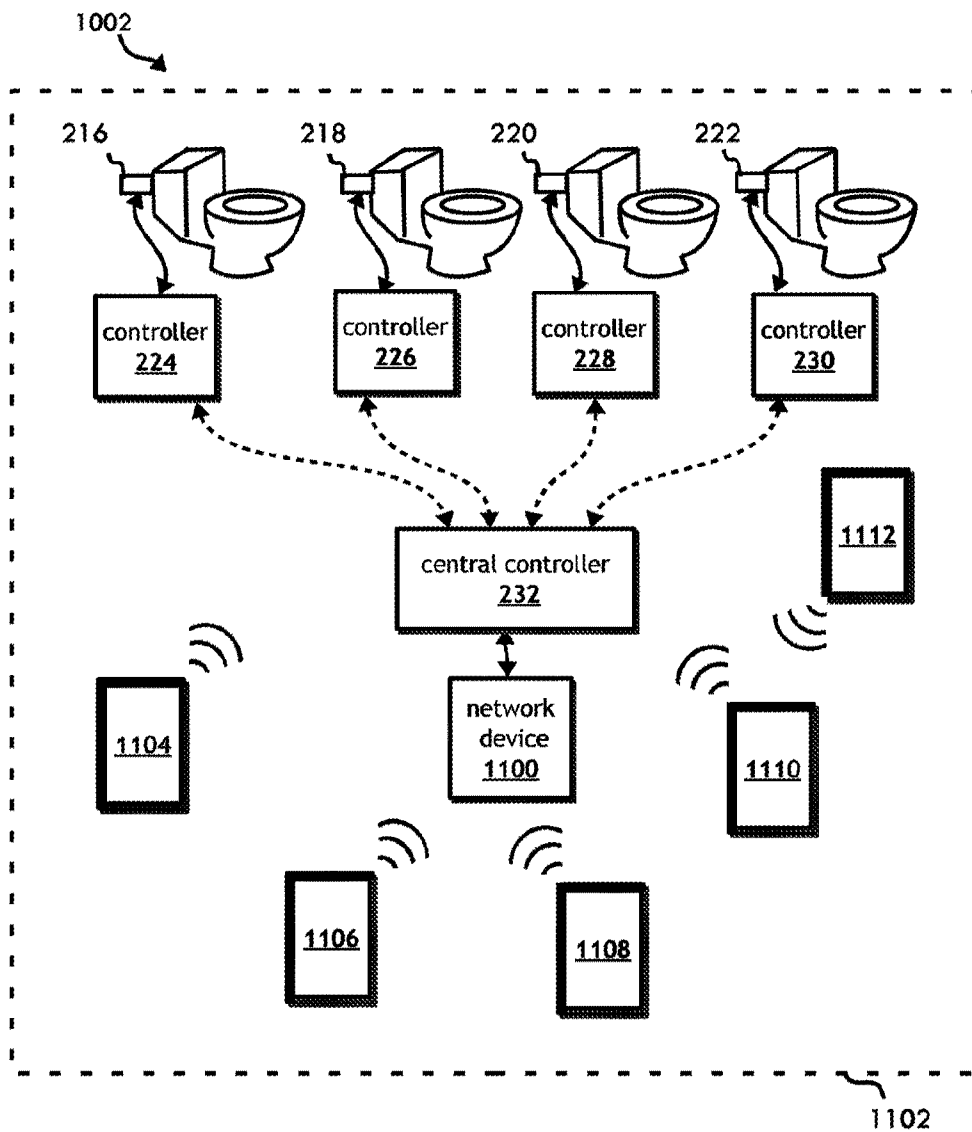 1002
216
218
220
222
controller
224
controller
226
controller
228
controller
230
central controller
232
1112
network
device
1100
1104
1110
1106
1108
1102